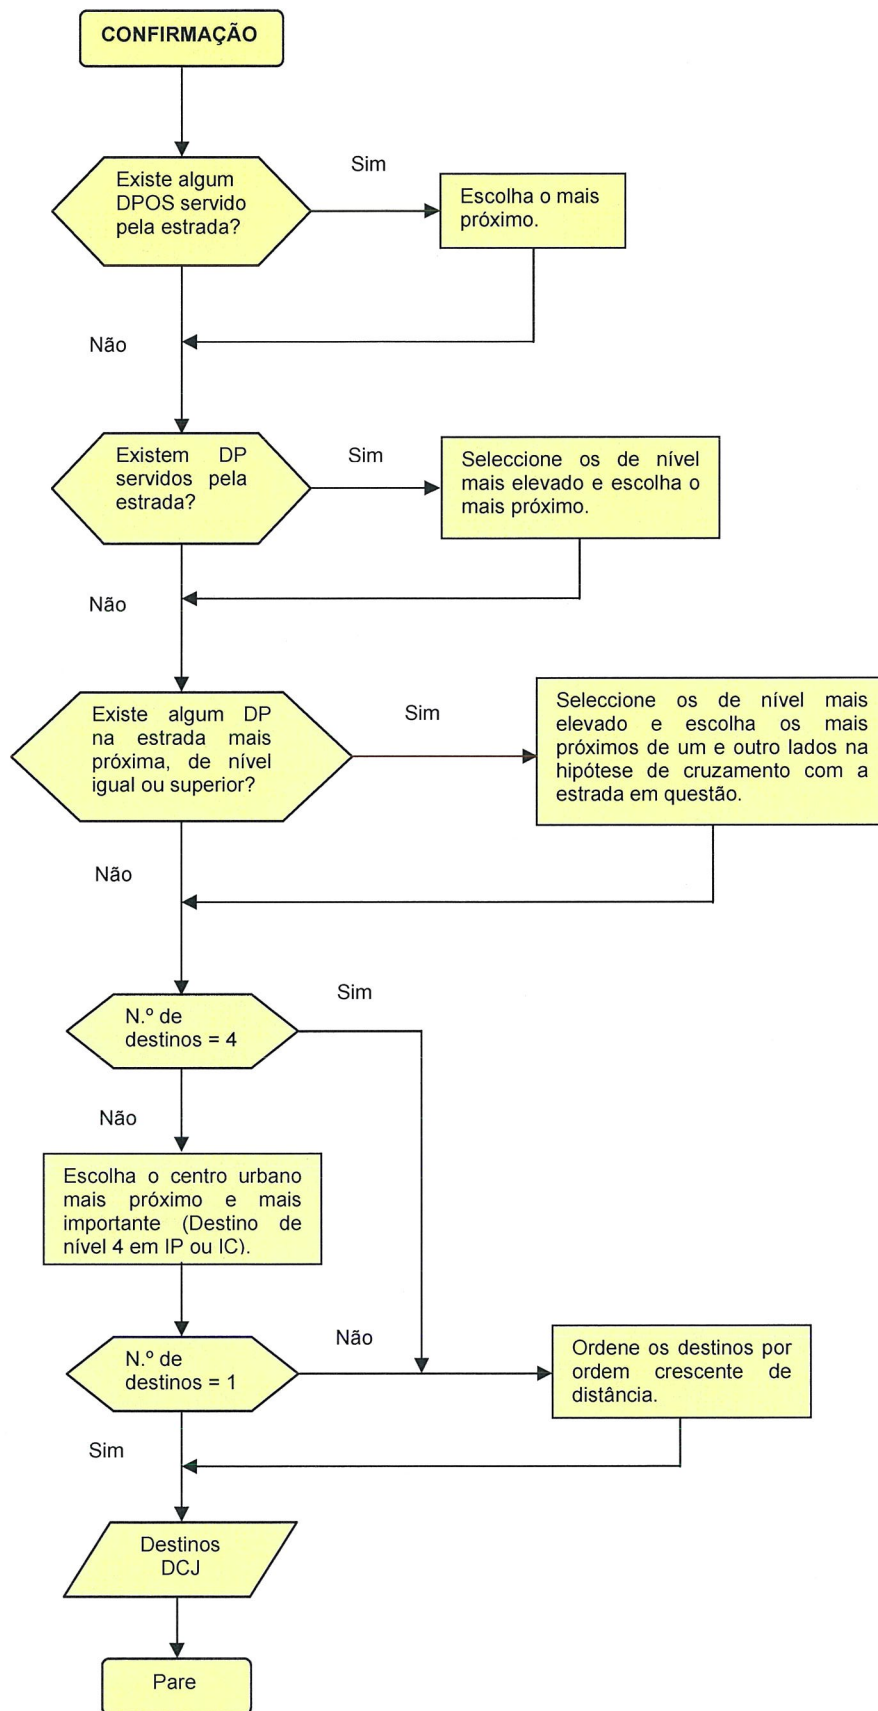 CONFIRMAÇÃO
Existe algum
DPOS servido
pela estrada?
Sim
Escolha o mais
próximo.
Não
Existem DP
servidos pela
estrada?
Sim
Seleccione os de nível
mais elevado e escolha o
mais próximo.
Não
Existe algum DP
na estrada mais
próxima, de nível
igual ou superior?
Sim
Seleccione os de nível mais
elevado e escolha os mais
próximos de um e outro lados na
hipótese de cruzamento com a
estrada em questão.
Não
N.º de
destinos = 4
Sim
Não
Escolha o centro urbano
mais próximo e mais
importante (Destino de
nível 4 em IP ou IC).
N.º de
destinos = 1
Não
Ordene os destinos por
ordem crescente de
distância.
Sim
Destinos
DCJ
Pare